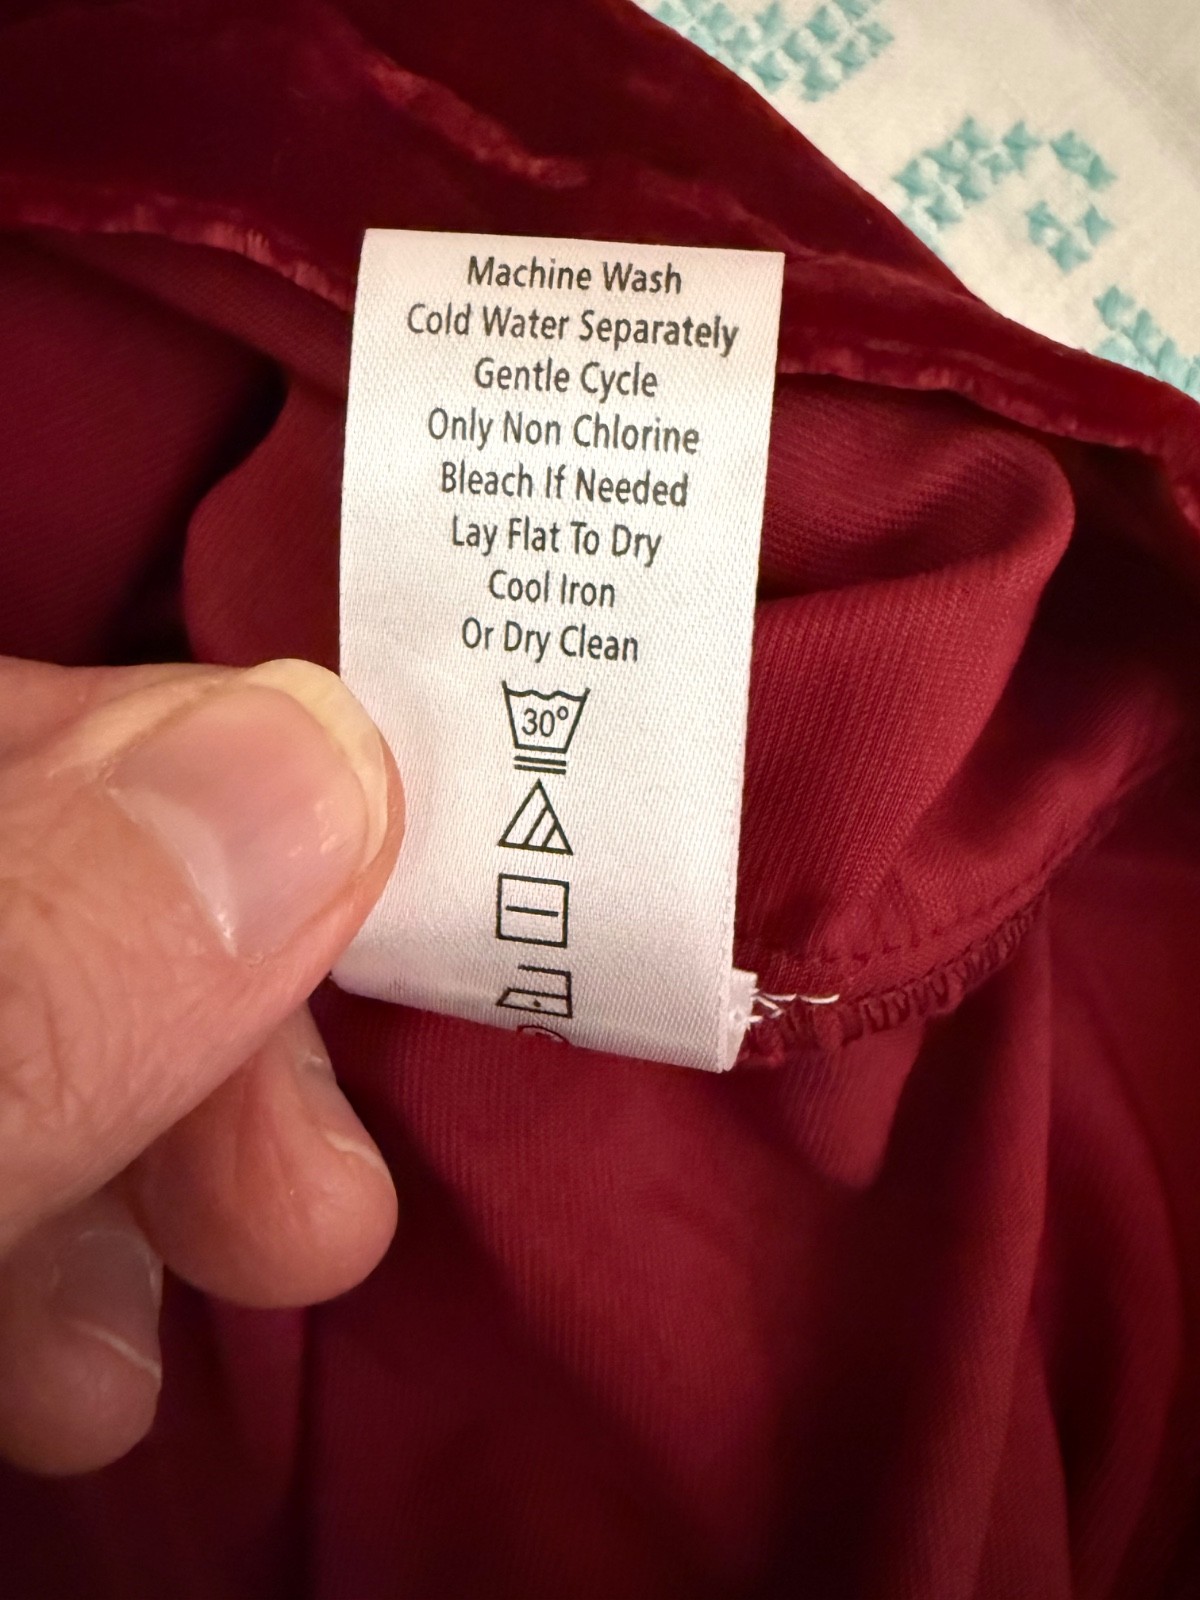 Machine Wash
Cold Water Separately
Gentle Cycle
Only Non Chlorine
Bleach If Needed
Lay Flat To Dry
Cool Iron
Or Dry Clean
30°